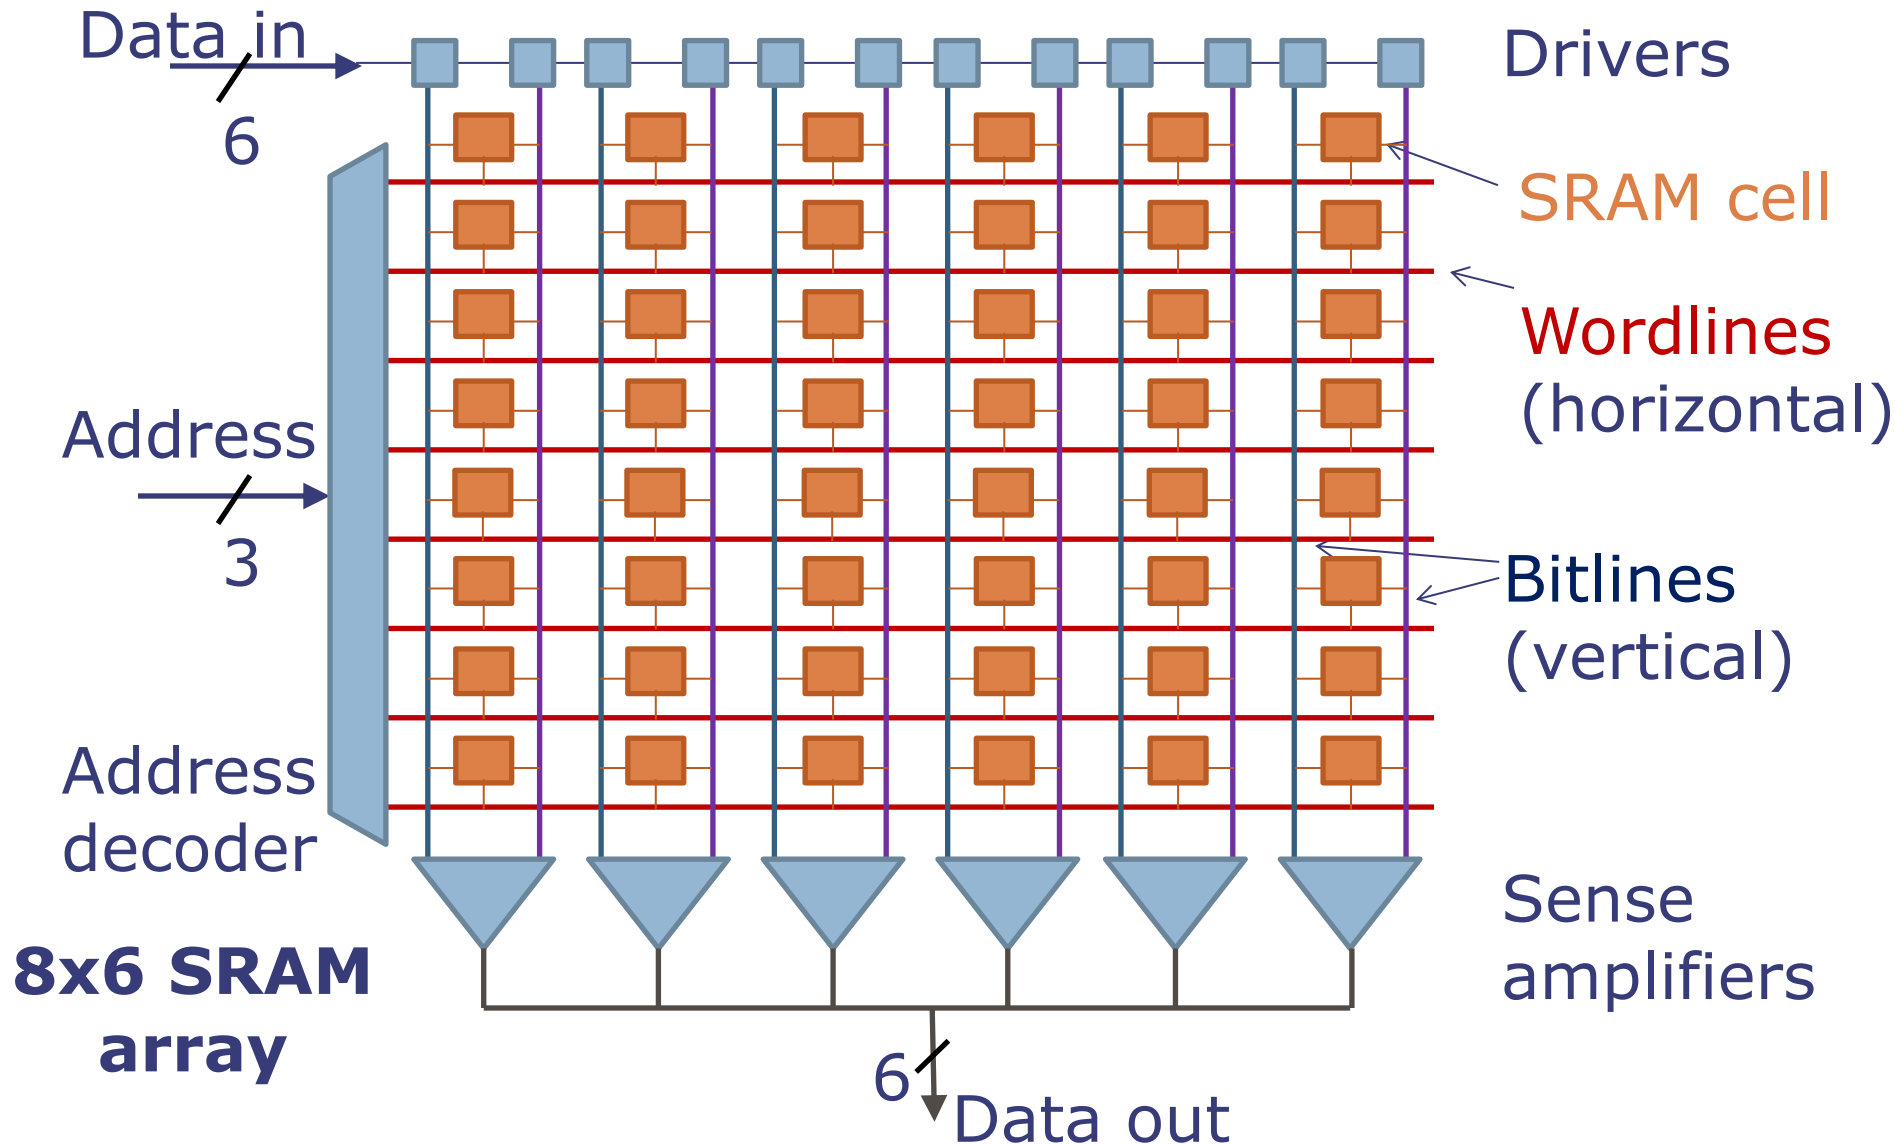 Data in
6
Drivers
SRAM cell
Wordlines
(horizontal)
Address
3
Bitlines
(vertical)
Address
decoder
Sense
amplifiers
8x6 SRAM
array
6
Data out